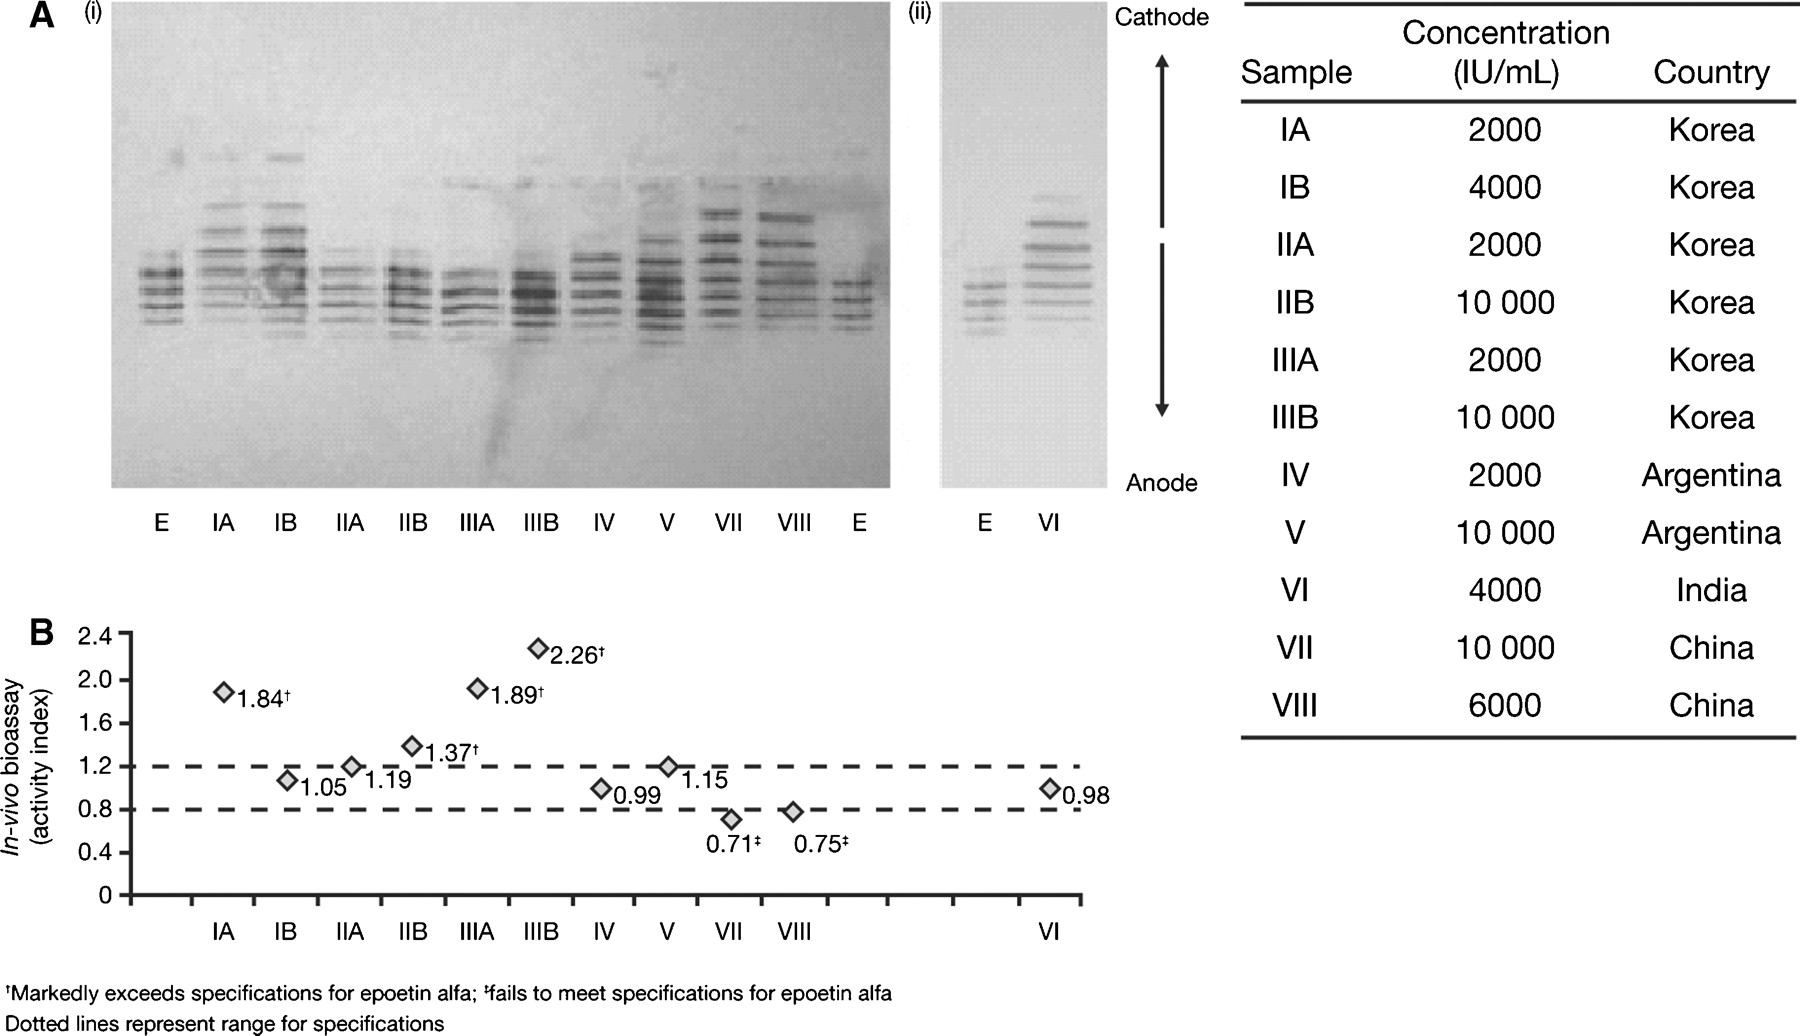 A (i) (ii) Cathode
Anode
E IA IB IIA IIB IIIA IIIB IV V VII VIII E E VI
Concentration
Sample (IU/mL) Country
IA 2000 Korea
IB 4000 Korea
IIA 2000 Korea
IIB 10 000 Korea
IIIA 2000 Korea
IIIB 10 000 Korea
IV 2000 Argentina
V 10 000 Argentina
VI 4000 India
VII 10 000 China
VIII 6000 China
B
In-vivo bioassay
(activity index)
2.4
2.0
1.6
1.2
0.8
0.4
0
1.84†
1.05
1.19
1.37†
1.89†
2.26†
0.99
1.15
0.71‡
0.75‡
0.98
IA IB IIA IIB IIIA IIIB IV V VII VIII VI
†Markedly exceeds specifications for epoetin alfa; ‡fails to meet specifications for epoetin alfa
Dotted lines represent range for specifications